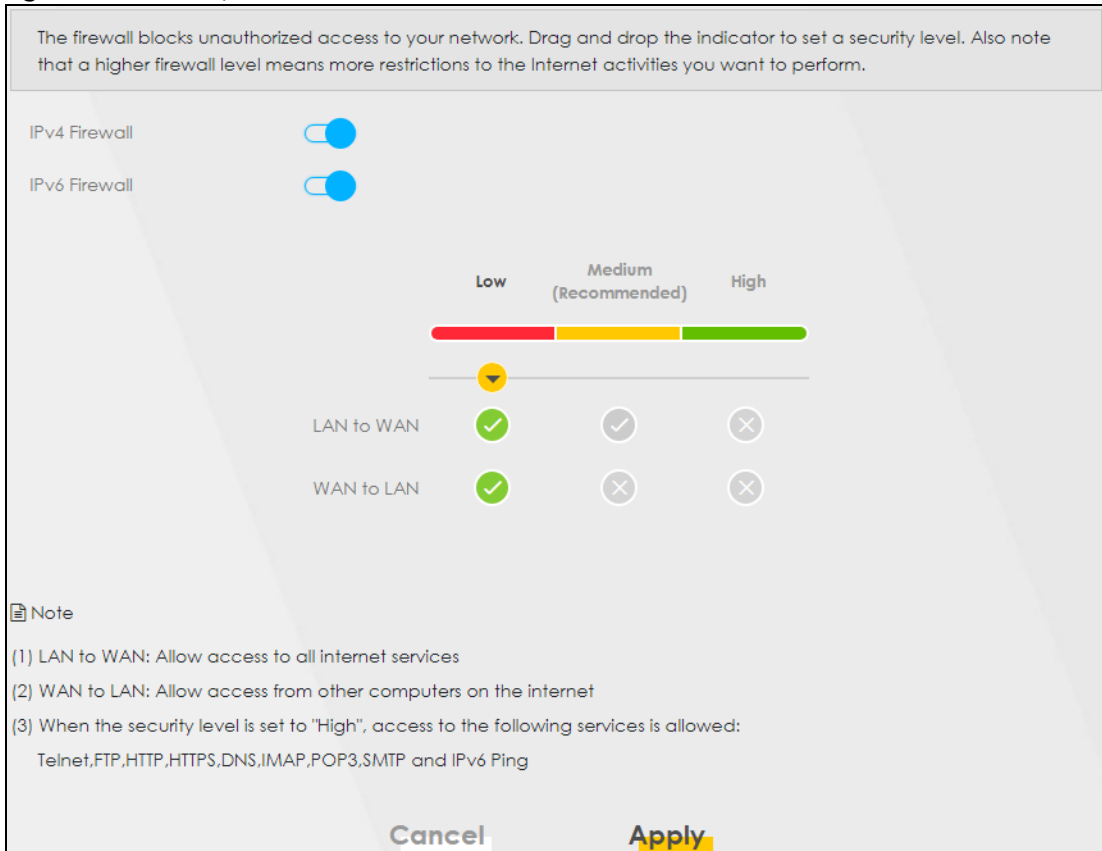 The firewall blocks unauthorized access to your network. Drag and drop the indicator to set a security level. Also note
that a higher firewall level means more restrictions to the Internet activities you want to perform.
IPv4 Firewall
IPv6 Firewall
Low
Medium
(Recommended)
High
LAN to WAN
WAN to LAN
Note
(1) LAN to WAN: Allow access to all internet services
(2) WAN to LAN: Allow access from other computers on the internet
(3) When the security level is set to "High", access to the following services is allowed:
Telnet,FTP,HTTP,HTTPS,DNS,IMAP,POP3,SMTP and IPv6 Ping
Cancel
Apply